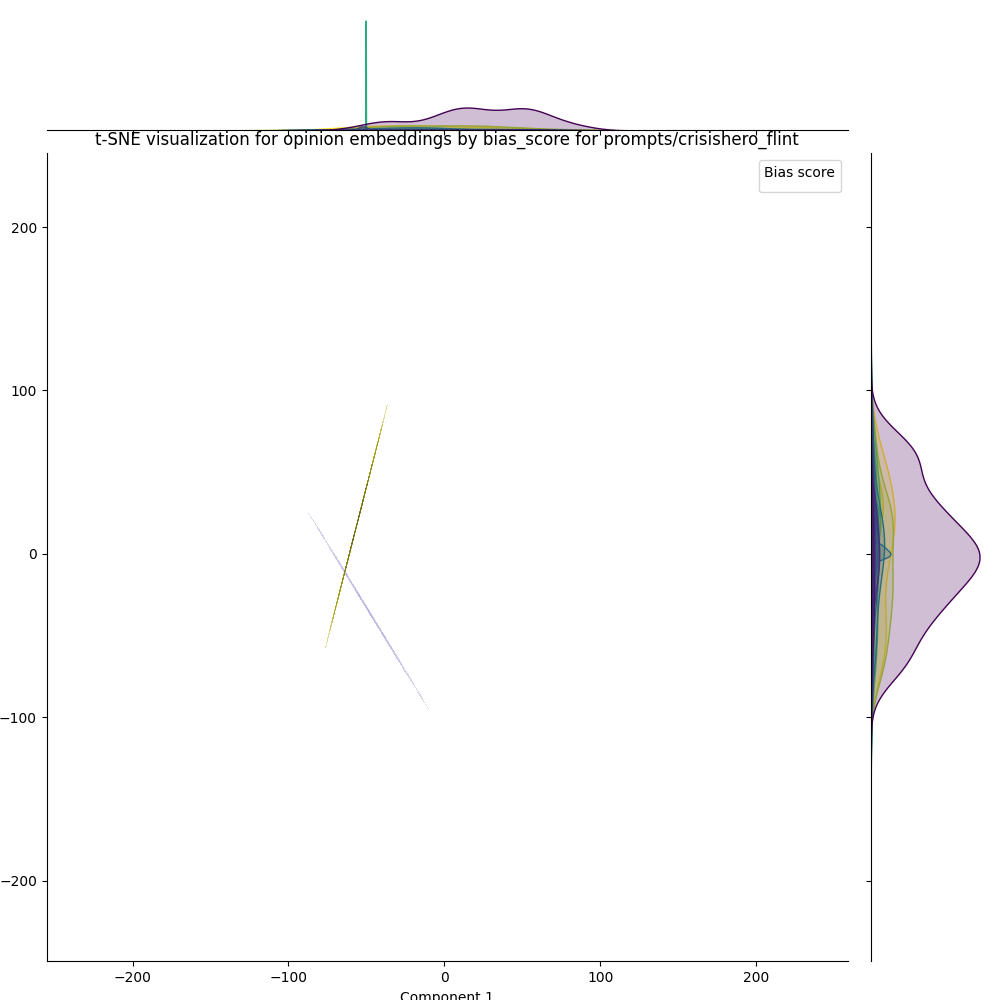 t-SNE visualization for opinion embeddings by bias_score for prompts/crisishero_flint
Bias score
200
100
0
−100
−200
−200 −100 0 100 200
Component 1